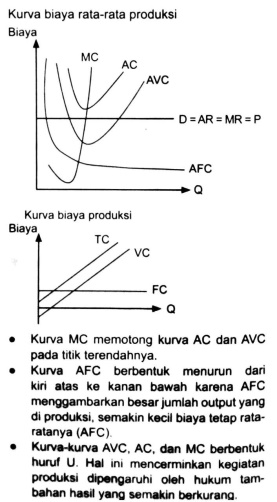 Kurva biaya rata-rata produksi
Biaya
MC
AC
AVC
D = AR = MR = P
AFC
Q
Kurva biaya produksi
Biaya
TC
VC
FC
Q
• Kurva MC memotong kurva AC dan AVC
pada titik terendahnya.
• Kurva AFC berbentuk menurun dari
kiri atas ke kanan bawah karena AFC
menggambarkan besar jumlah output yang
di produksi, semakin kecil biaya tetap rata-
ratanya (AFC).
• Kurva-kurva AVC, AC, dan MC berbentuk
huruf U. Hal ini mencerminkan kegiatan
produksi dipengaruhi oleh hukum tam-
bahan hasil yang semakin berkurang.